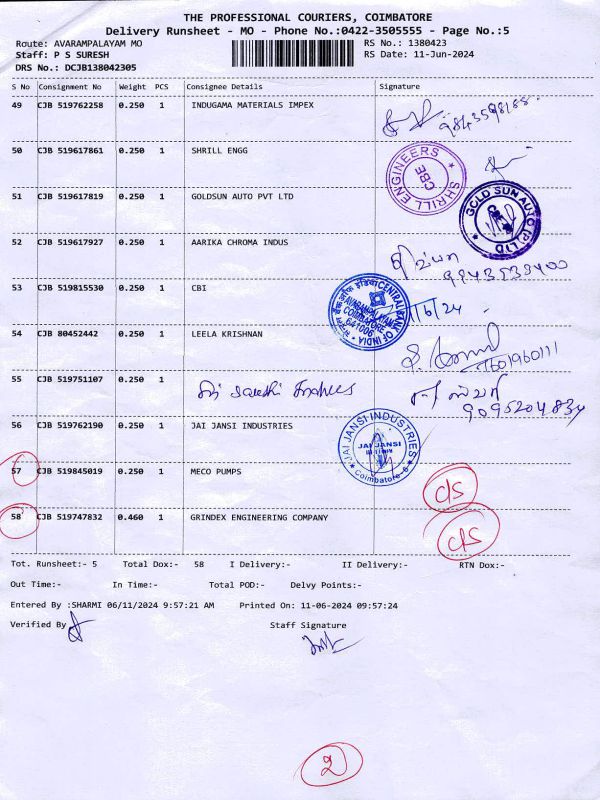 THE PROFESSIONAL COURIERS, COIMBATORE
Delivery Runsheet - MO - Phone No.:0422-3505555 - Page No.:5
Route: AVARAMPALAYAM MO RS No.: 1380423
Staff: P S SURESH RS Date: 11-Jun-2024
DRS No.: DCJB138042305
S No Consignment No Weight PCS Consignee Details Signature
49 CJB 519762258 0.250 1 INDUGAMA MATERIALS IMPEX
50 CJB 519617861 0.250 1 SHRILL ENGG
SHRILL ENGINEERS
CBE
51 CJB 519617819 0.250 1 GOLDSUN AUTO PVT LTD
GOLD SUN AUTO (P) LTD
52 CJB 519617927 0.250 1 AARIKA CHROMA INDUS
53 CJB 519815530 0.250 1 CBI
CENTRAL BANK OF INDIA
COIMBATORE
641006
/6/24
54 CJB 80452442 0.250 1 LEELA KRISHNAN
55 CJB 519751107 0.250 1
9095204834
56 CJB 519762190 0.250 1 JAI JANSI INDUSTRIES
JAI JANSI INDUSTRIES
JAI JANSI
Coimbatore-6
57 CJB 519845019 0.250 1 MECO PUMPS c/s
58 CJB 519747832 0.460 1 GRINDEX ENGINEERING COMPANY c/s
Tot. Runsheet:- 5 Total Dox:- 58 I Delivery:- II Delivery:- RTN Dox:-
Out Time:- In Time:- Total POD:- Delvy Points:-
Entered By :SHARMI 06/11/2024 9:57:21 AM Printed On: 11-06-2024 09:57:24
Verified By Staff Signature
2